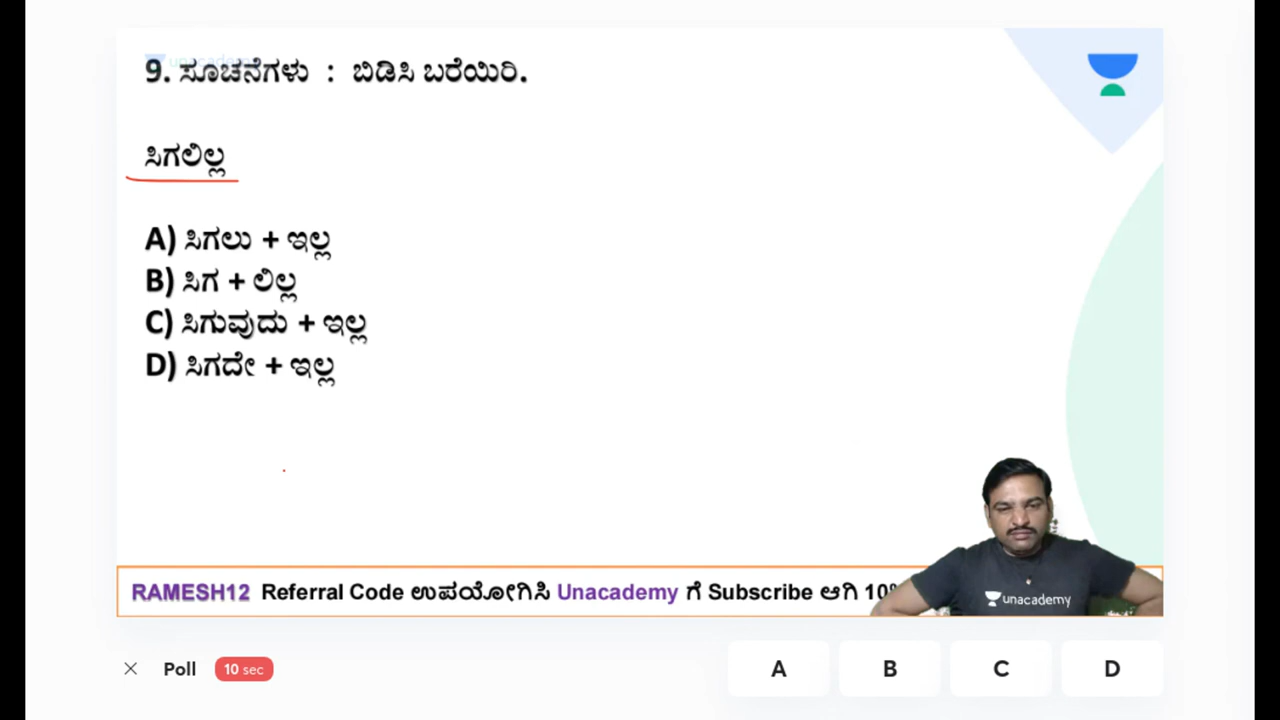 unacademy
9. ಸೂಚನೆಗಳು : ಬಿಡಿಸಿ ಬರೆಯಿರಿ.
ಸಿಗಲಿಲ್ಲ
A) ಸಿಗಲು + ಇಲ್ಲ
B) ಸಿಗ + ಲಿಲ್ಲ
C) ಸಿಗುವುದು + ಇಲ್ಲ
D) ಸಿಗದೇ + ಇಲ್ಲ
unacademy
RAMESH12 Referral Code ಉಪಯೋಗಿಸಿ Unacademy ಗೆ Subscribe ಆಗಿ
Poll 10 sec A B C D